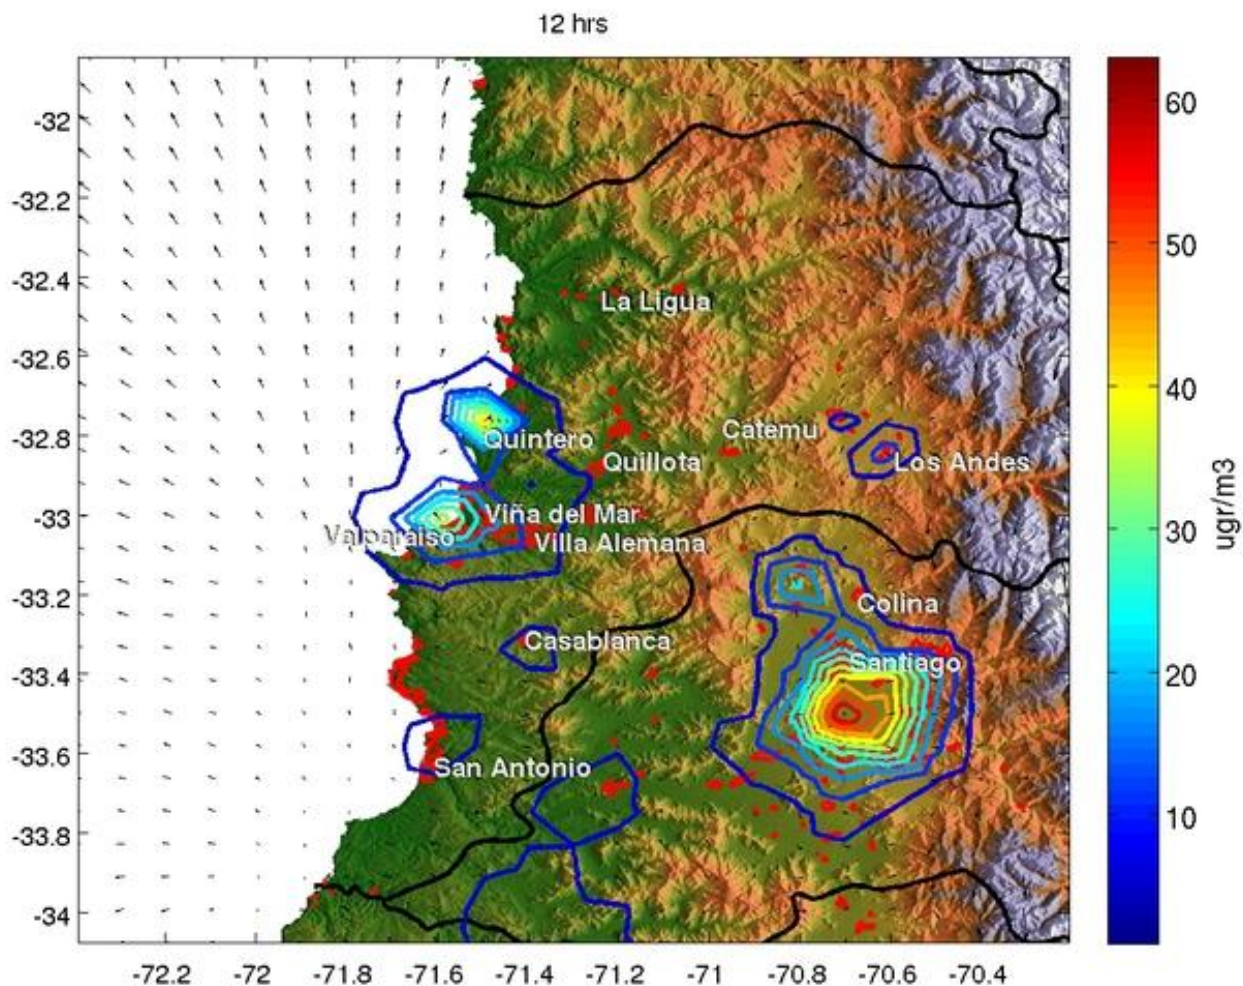 12 hrs
-32
-32.2
-32.4
-32.6
-32.8
-33
-33.2
-33.4
-33.6
-33.8
-34
La Ligua
Quintero
Catemu
Quillota
Los Andes
Viña del Mar
Valparaiso
Villa Alemana
Colina
Casablanca
Santiago
San Antonio
-72.2 -72 -71.8 -71.6 -71.4 -71.2 -71 -70.8 -70.6 -70.4
60
50
40
30
20
10
ugr/m3